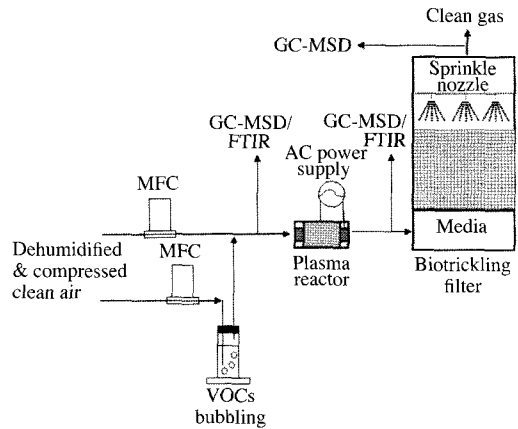 Clean gas
GC-MSD
Sprinkle
nozzle
GC-MSD/
FTIR
GC-MSD/
FTIR
AC power
supply
MFC
Media
Dehumidified
& compressed
clean air
MFC
Plasma
reactor
Biotrickling
filter
VOCs
bubbling